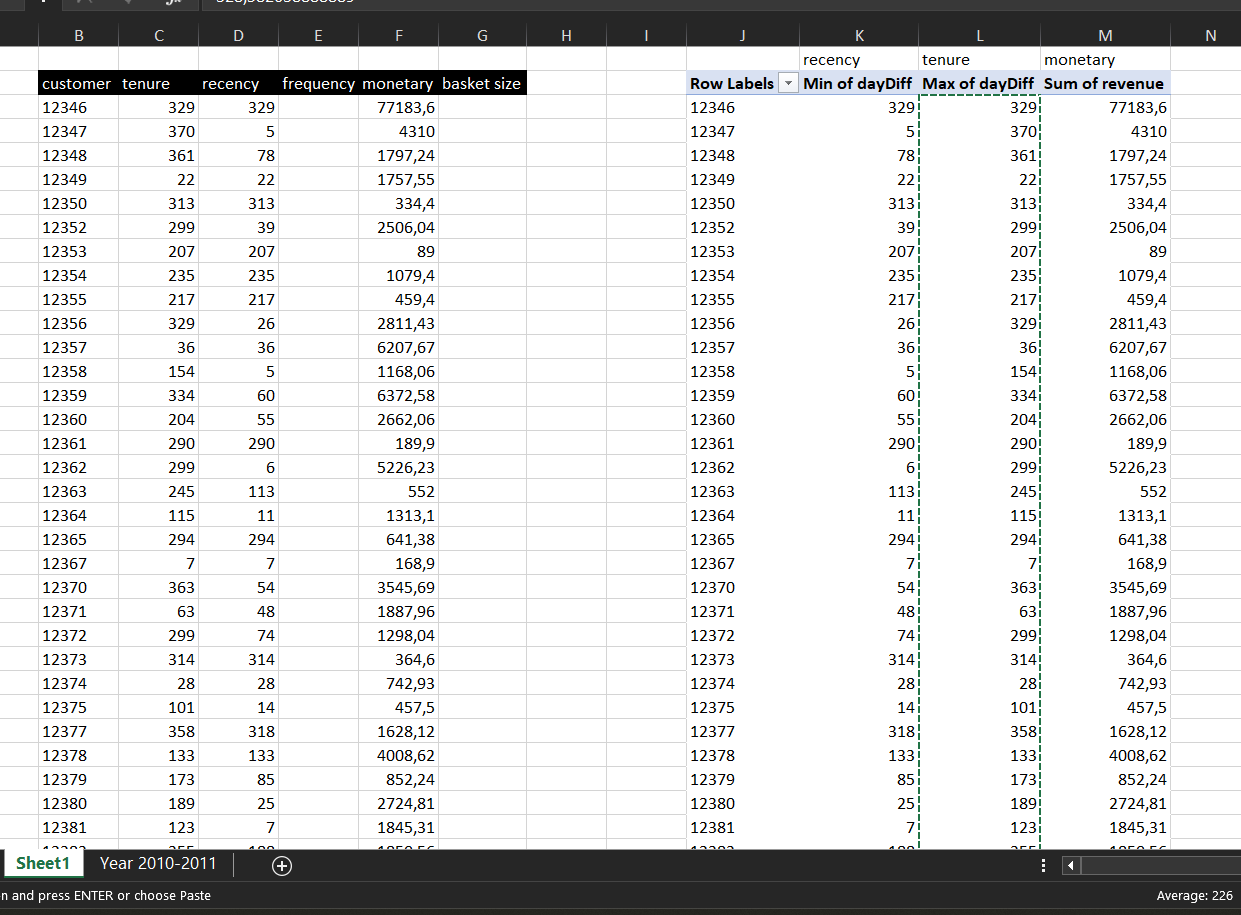 B C D E F G H I J K L M N
recency tenure monetary
customer tenure recency frequency monetary basket size Row Labels Min of dayDiff Max of dayDiff Sum of revenue
12346 329 329 77183,6 12346 329 329 77183,6
12347 370 5 4310 12347 5 370 4310
12348 361 78 1797,24 12348 78 361 1797,24
12349 22 22 1757,55 12349 22 22 1757,55
12350 313 313 334,4 12350 313 313 334,4
12352 299 39 2506,04 12352 39 299 2506,04
12353 207 207 89 12353 207 207 89
12354 235 235 1079,4 12354 235 235 1079,4
12355 217 217 459,4 12355 217 217 459,4
12356 329 26 2811,43 12356 26 329 2811,43
12357 36 36 6207,67 12357 36 36 6207,67
12358 154 5 1168,06 12358 5 154 1168,06
12359 334 60 6372,58 12359 60 334 6372,58
12360 204 55 2662,06 12360 55 204 2662,06
12361 290 290 189,9 12361 290 290 189,9
12362 299 6 5226,23 12362 6 299 5226,23
12363 245 113 552 12363 113 245 552
12364 115 11 1313,1 12364 11 115 1313,1
12365 294 294 641,38 12365 294 294 641,38
12367 7 7 168,9 12367 7 7 168,9
12370 363 54 3545,69 12370 54 363 3545,69
12371 63 48 1887,96 12371 48 63 1887,96
12372 299 74 1298,04 12372 74 299 1298,04
12373 314 314 364,6 12373 314 314 364,6
12374 28 28 742,93 12374 28 28 742,93
12375 101 14 457,5 12375 14 101 457,5
12377 358 318 1628,12 12377 318 358 1628,12
12378 133 133 4008,62 12378 133 133 4008,62
12379 173 85 852,24 12379 85 173 852,24
12380 189 25 2724,81 12380 25 189 2724,81
12381 123 7 1845,31 12381 7 123 1845,31
Sheet1 Year 2010-2011
n and press ENTER or choose Paste Average: 226